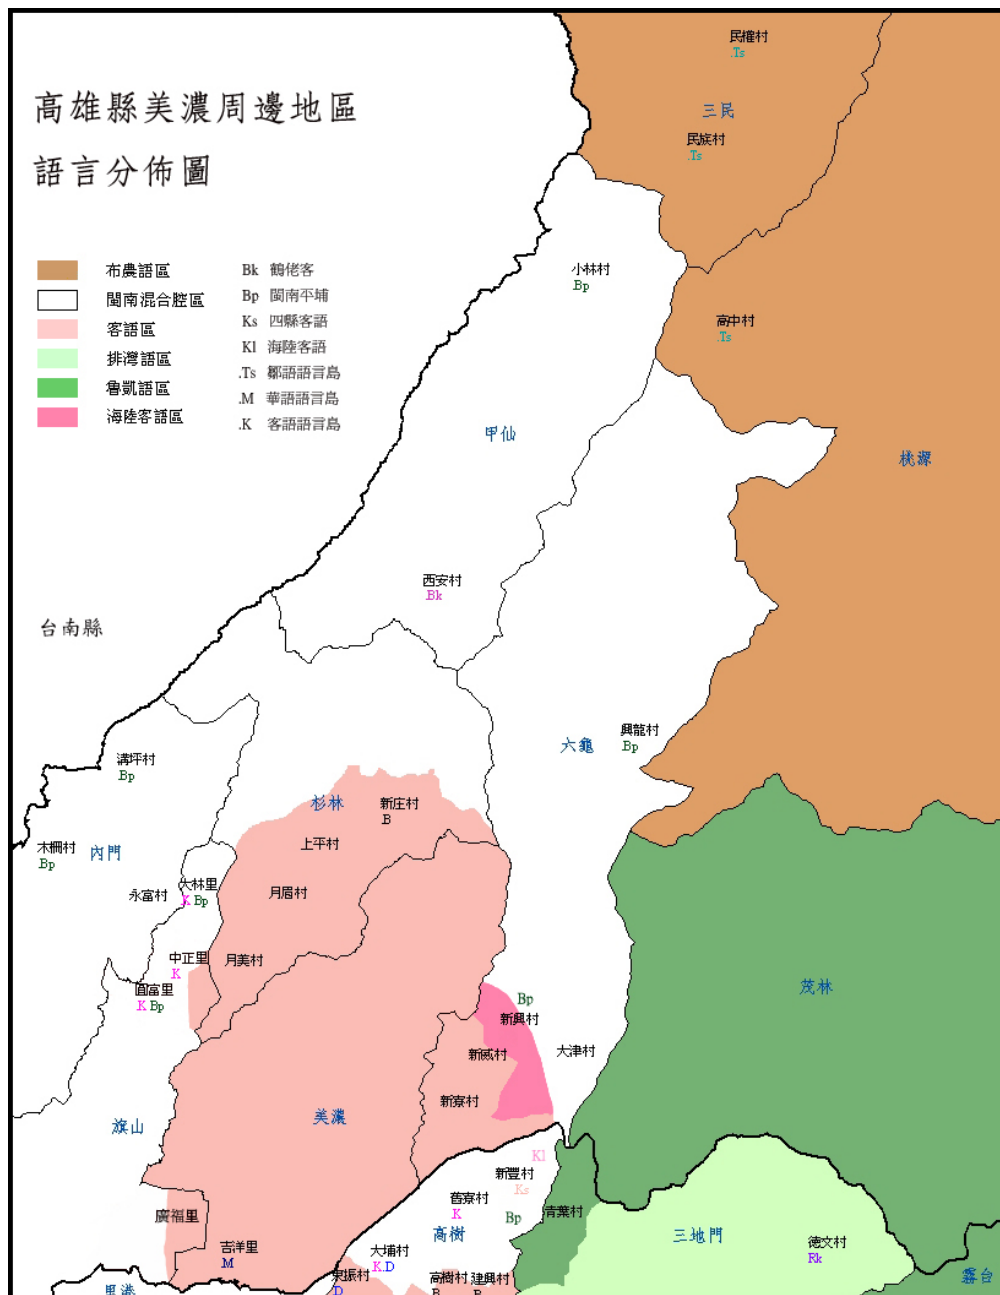 高雄縣美濃周邊地區
語言分佈圖
布農語區
閩南混合腔區
客語區
排灣語區
魯凱語區
海陸客語區
Bk 鶴佬客
Bp 閩南平埔
Ks 四縣客語
Kl 海陸客語
.Ts 鄒語語言島
.M 華語語言島
.K 客語語言島
民權村
.Ts
三民
民族村
.Ts
小林村
Bp
高中村
.Ts
甲仙
桃源
西安村
.Bk
台南縣
興龍村
Bp
六龜
溝坪村
Bp
杉林
新庄村
B
上平村
木柵村
Bp
內門
大林里
K Bp
永富村
月眉村
中正里
K
月美村
圓富里
K Bp
茂林
Bp
新興村
新威村
大津村
新寮村
美濃
旗山
Kl
新豐村
Ks
舊寮村
K
Bp
青葉村
廣福里
高樹
三地門
吉洋里
M
大埔村
K.D
德文村
Rk
東振村
D
高樹村
B
建興村
B
里港
霧台